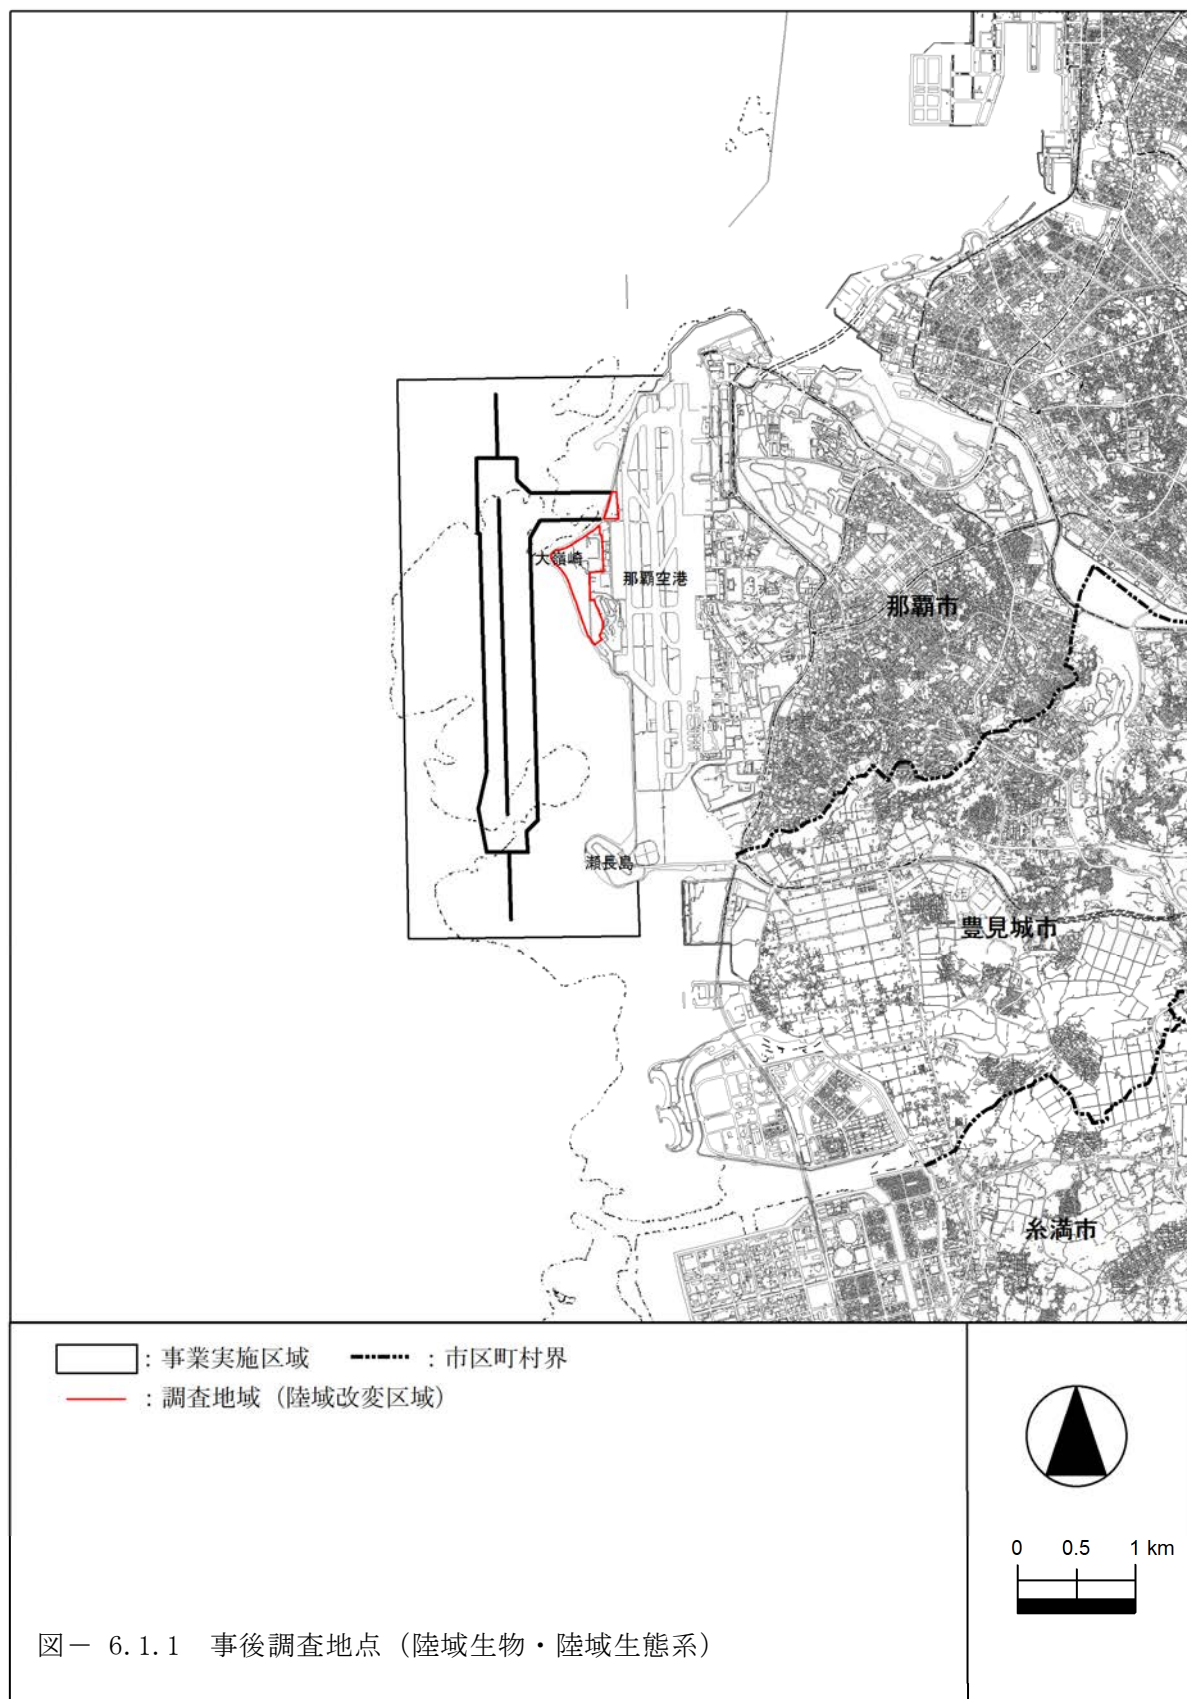 大嶺崎
那覇空港
那覇市
瀬長島
豊見城市
糸満市
：事業実施区域 ：市区町村界
：調査地域（陸域改変区域）
0 0.5 1 km
図－ 6.1.1 事後調査地点（陸域生物・陸域生態系）